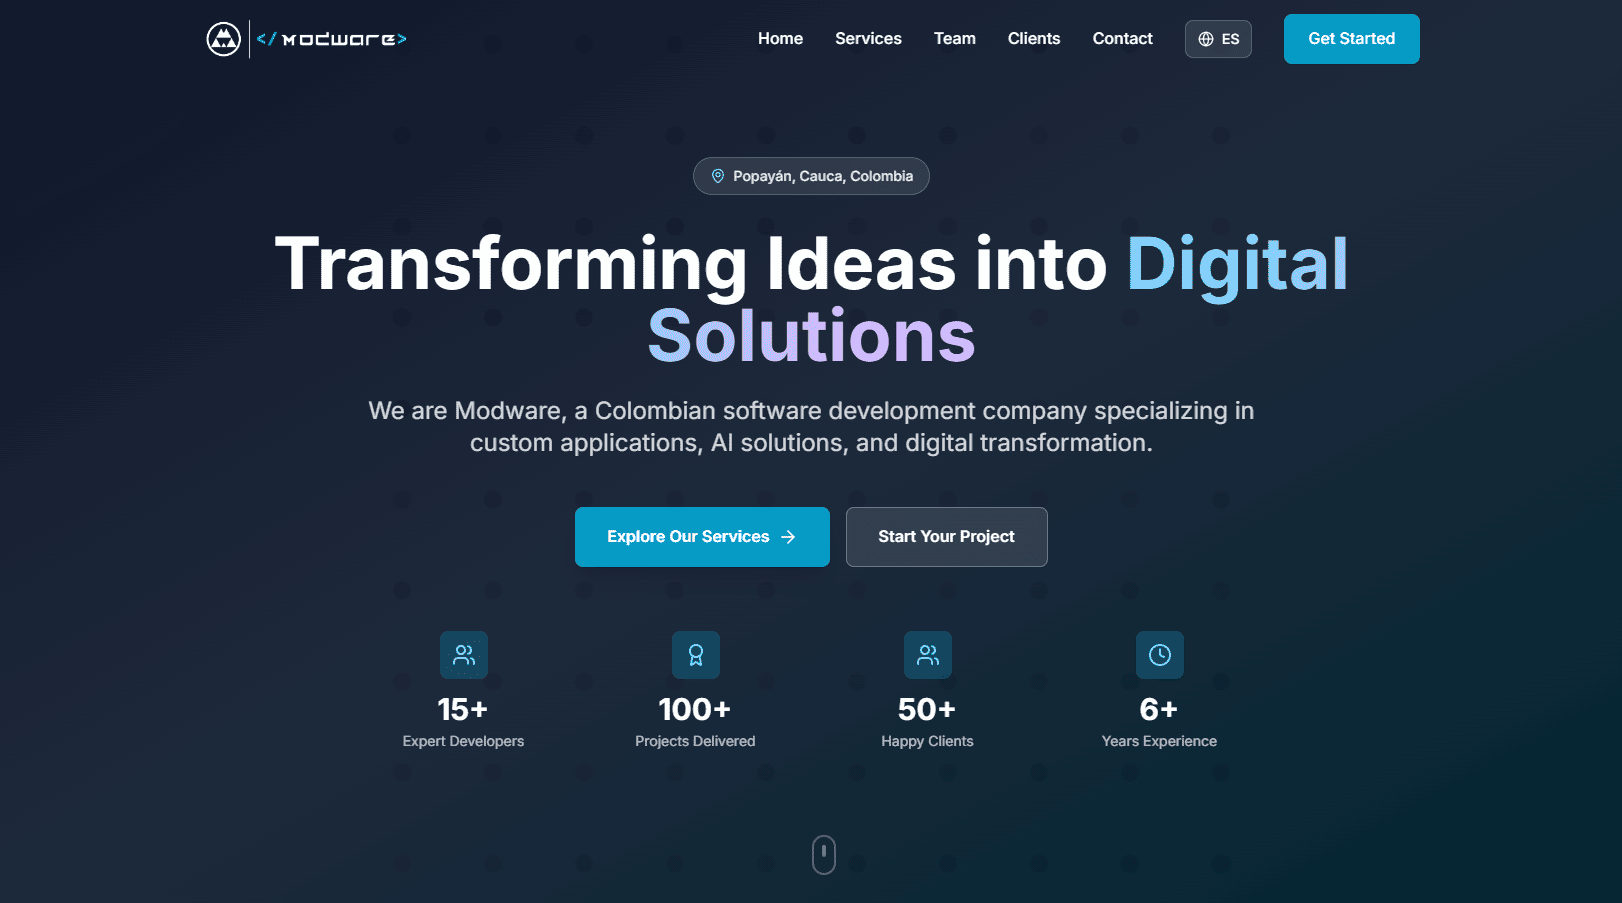 </ Modware>
Home Services Team Clients Contact ES Get Started
Popayán, Cauca, Colombia
Transforming Ideas into Digital
Solutions
We are Modware, a Colombian software development company specializing in
custom applications, AI solutions, and digital transformation.
Explore Our Services → Start Your Project
15+ 100+ 50+ 6+
Expert Developers Projects Delivered Happy Clients Years Experience